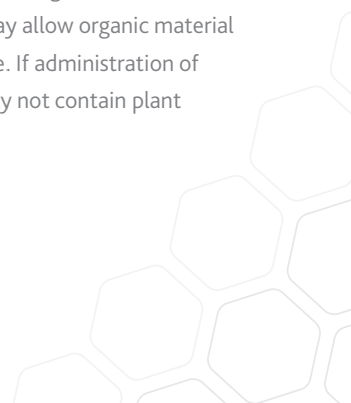 ay allow organic material
e. If administration of
y not contain plant